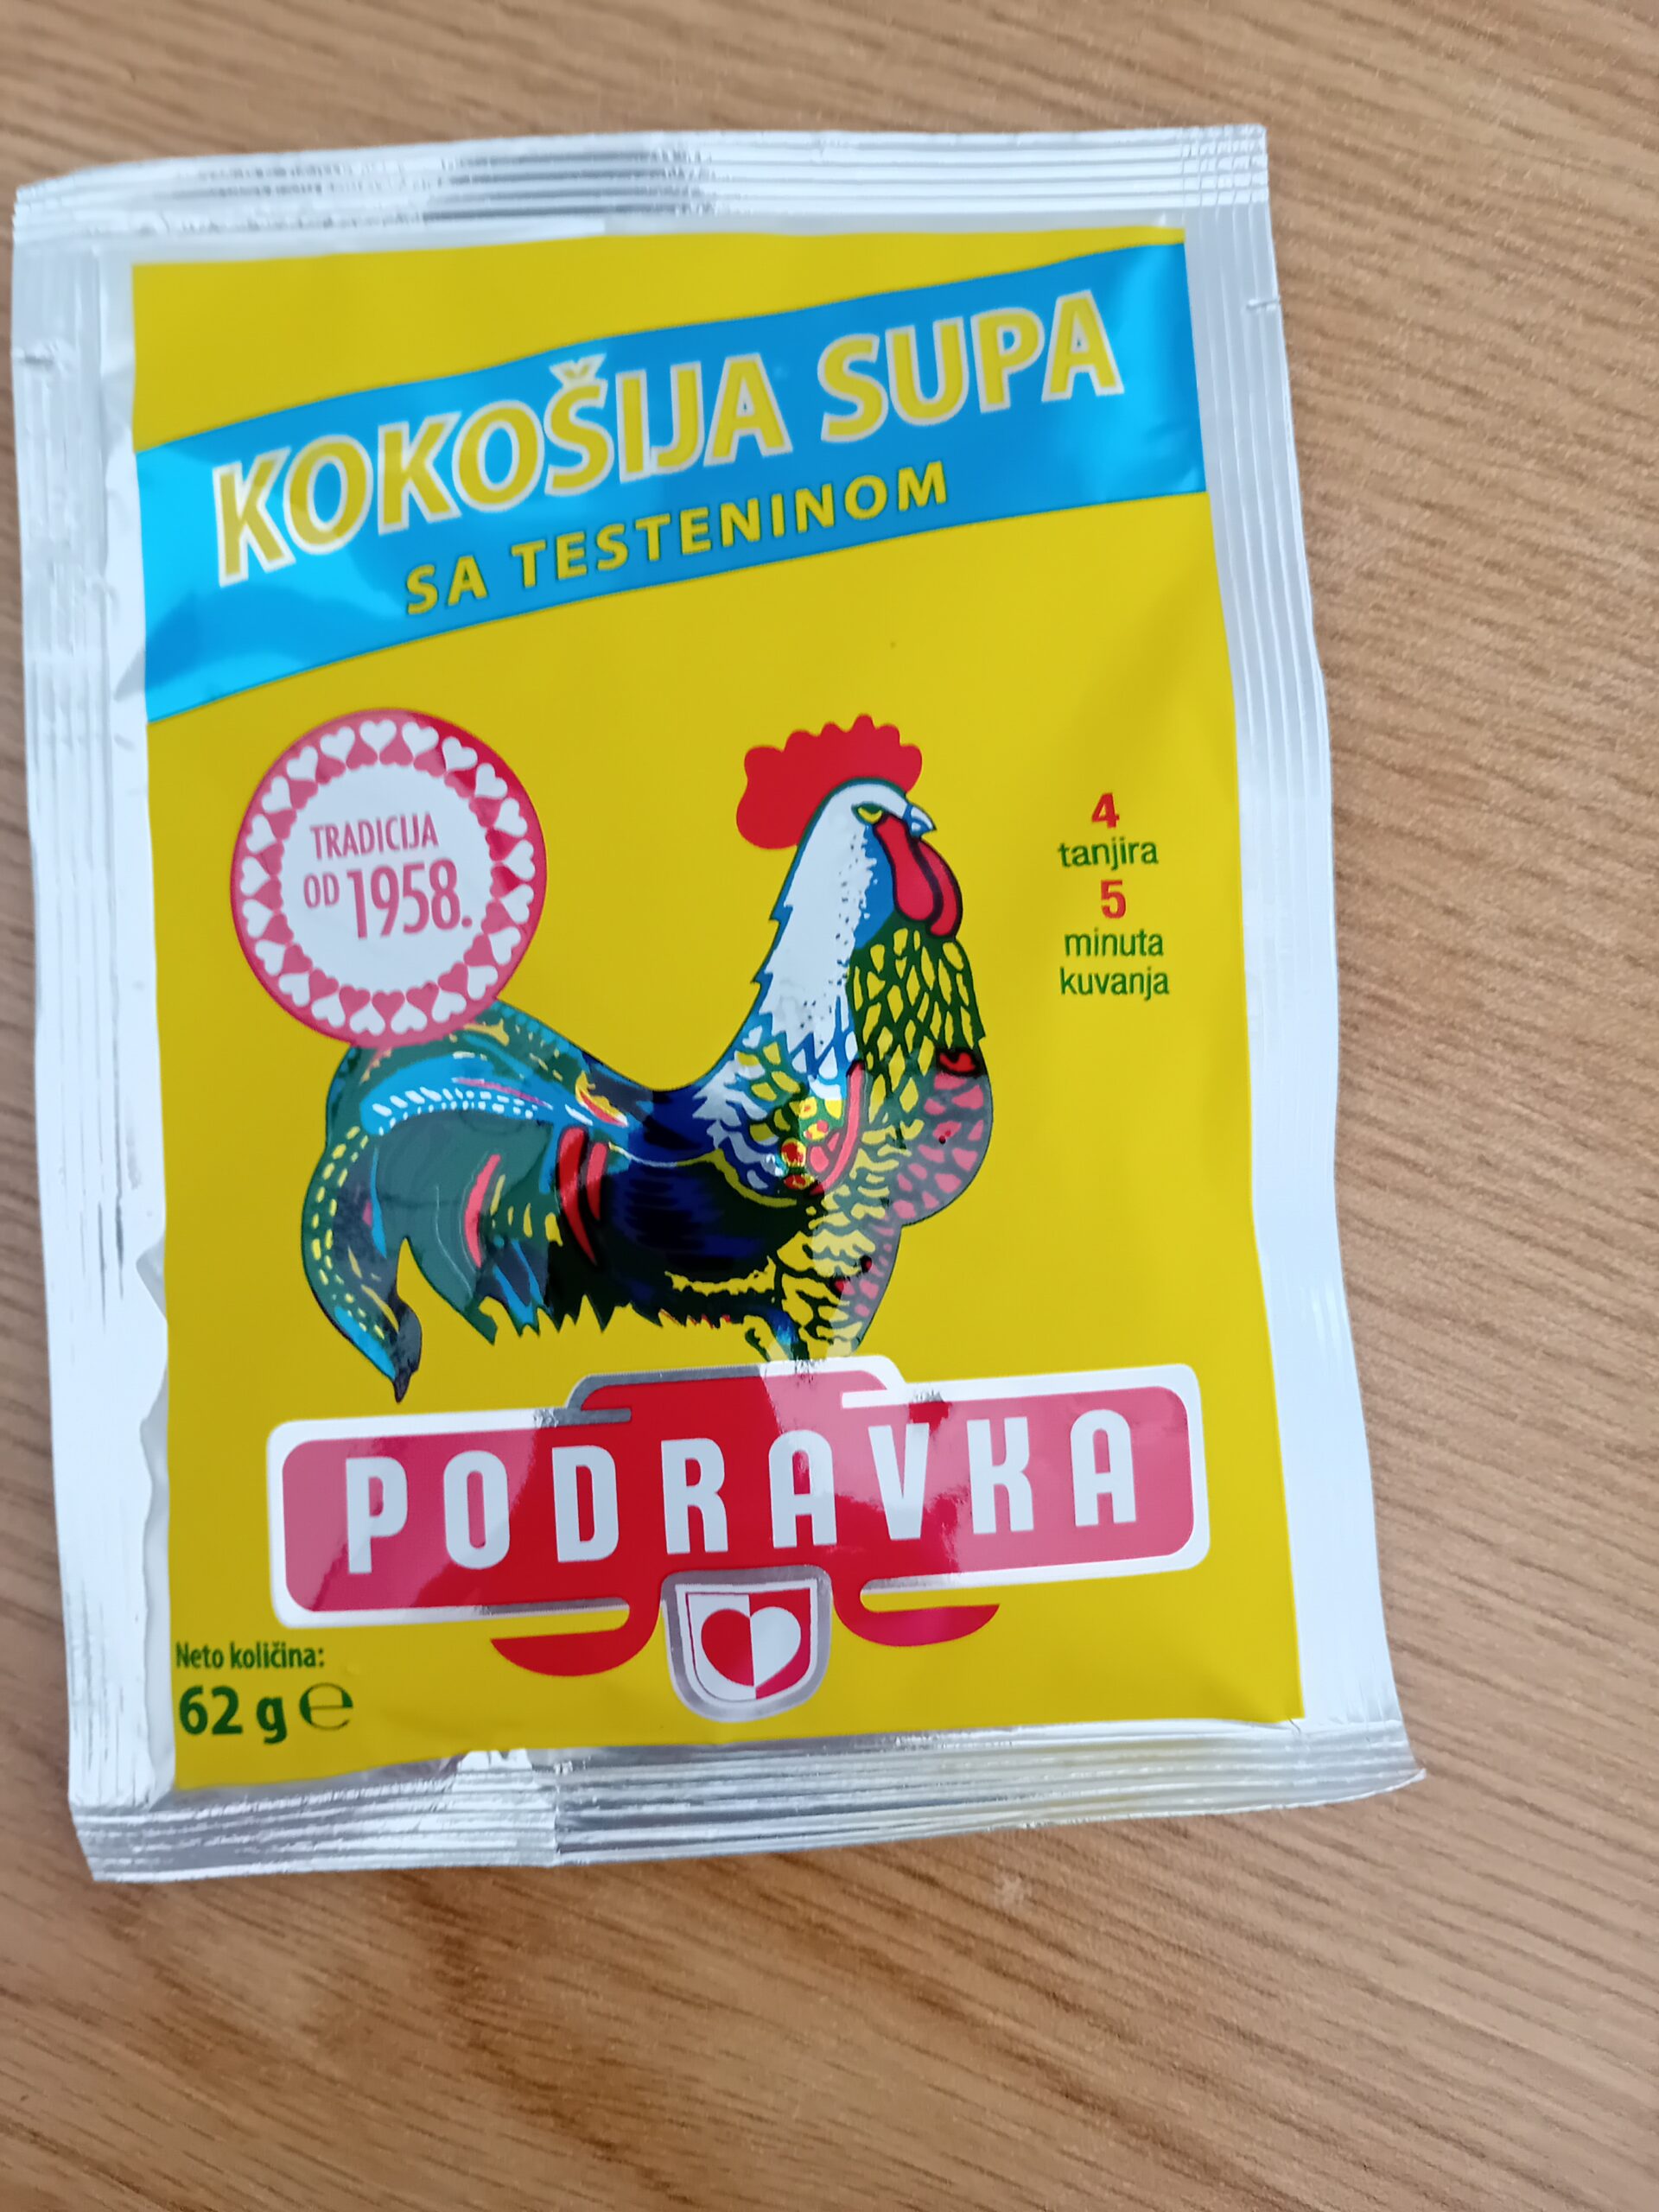 KOKOŠIJA SUPA
SA TESTENINOM
TRADICIJA
OD 1958.
4
tanjira
5
minuta
kuvanja
PODRAVKA
Neto količina:
62 g ℮